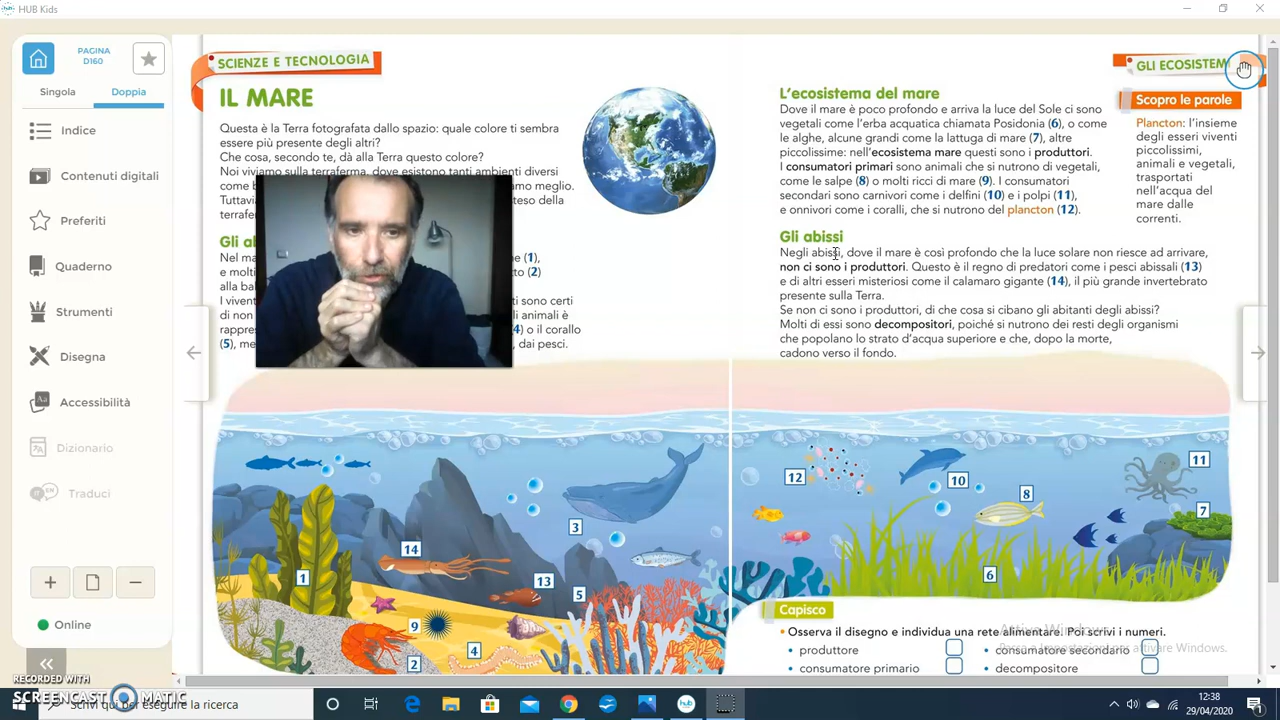 HUB Kids
PAGINA
D160
Singola
Doppia
Indice
Contenuti digitali
Preferiti
Quaderno
Strumenti
Disegna
Accessibilità
Dizionario
Traduci
Online
SCIENZE E TECNOLOGIA
IL MARE
Questa è la Terra fotografata dallo spazio: quale colore ti sembra
essere più presente degli altri?
Che cosa, secondo te, dà alla Terra questo colore?
Noi viviamo sulla terraferma, dove esistono tanti ambienti diversi
come
meglio.
Tuttavia
della
Gli
Nel
(1),
e
(2)
alla
I
sono certi
di non
animali è
4) o il corallo
(5),
dai pesci.
GLI ECOSISTEM
L'ecosistema del mare
Dove il mare è poco profondo e arriva la luce del Sole ci sono
vegetali come l'erba acquatica chiamata Posidonia (6), o come
le alghe, alcune grandi come la lattuga di mare (7), altre
piccolissime: nell'ecosistema mare questi sono i produttori.
I consumatori primari sono animali che si nutrono di vegetali,
come le salpe (8) o molti ricci di mare (9). I consumatori
secondari sono carnivori come i delfini (10) e i polpi (11),
e onnivori come i coralli, che si nutrono del plancton (12).
Gli abissi
Negli abissi, dove il mare è così profondo che la luce solare non riesce ad arrivare,
non ci sono i produttori. Questo è il regno di predatori come i pesci abissali (13)
e di altri esseri misteriosi come il calamaro gigante (14), il più grande invertebrato
presente sulla Terra.
Se non ci sono i produttori, di che cosa si cibano gli abitanti degli abissi?
Molti di essi sono decompositori, poiché si nutrono dei resti degli organismi
che popolano lo strato d'acqua superiore e che, dopo la morte,
cadono verso il fondo.
Scopro le parole
Plancton: l'insieme
degli esseri viventi
piccolissimi,
animali e vegetali,
trasportati
nell'acqua del
mare dalle
correnti.
1
14
3
13
5
9
4
2
12
10
8
11
7
6
Capisco
• Osserva il disegno e individua una rete alimentare. Poi scrivi i numeri.
• produttore
• consumatore secondario
• consumatore primario
• decompositore
RECORDED WITH
SCREENCAST MATIC
Scrivi qui per eseguire la ricerca
12:38
29/04/2020